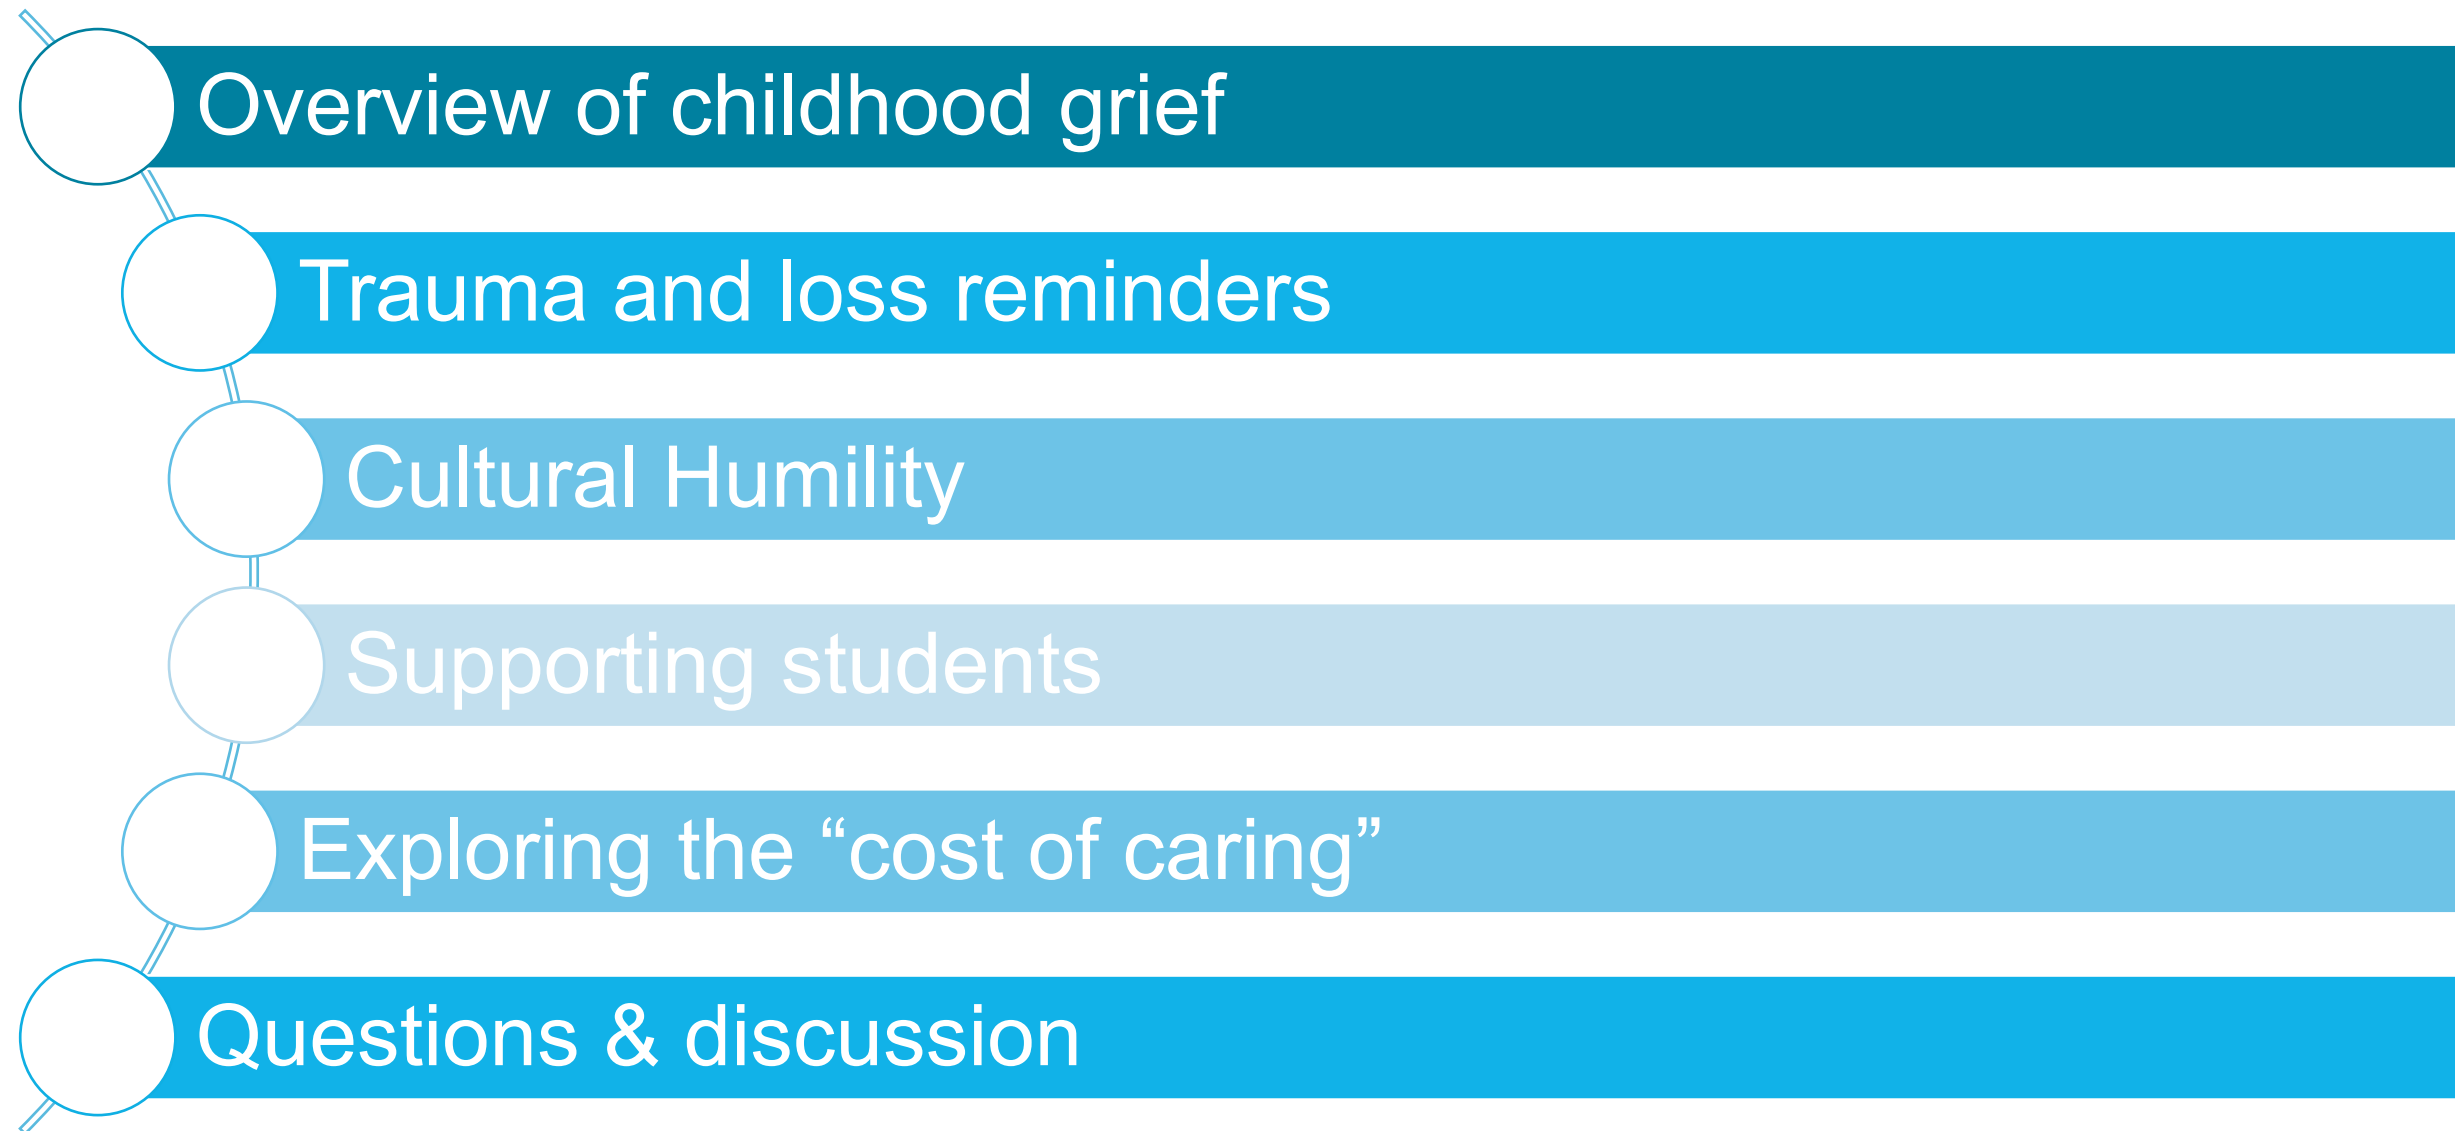 Overview of childhood grief
Trauma and loss reminders
Cultural Humility
Supporting students
Exploring the “cost of caring”
Questions & discussion